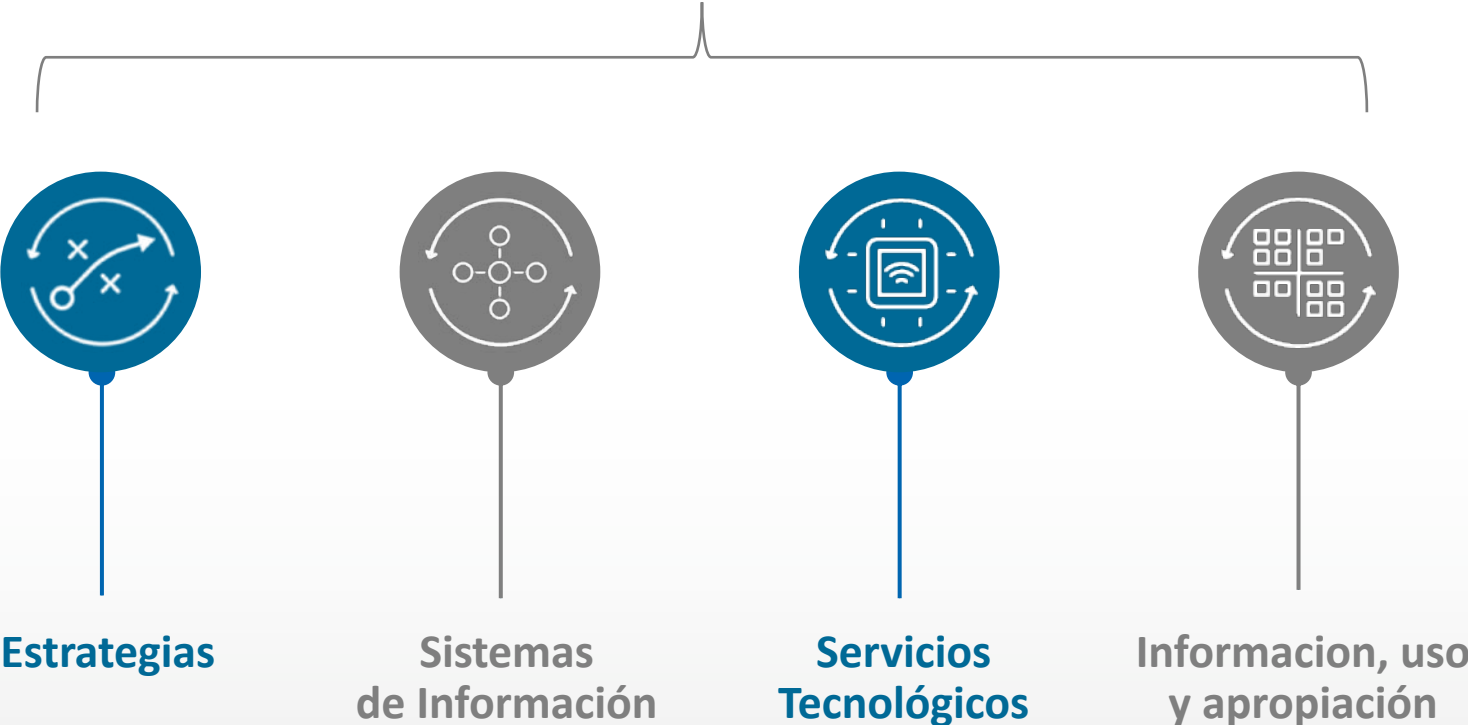 Estrategias
Sistemas
de Información
Servicios
Tecnológicos
Informacion, uso
y apropiación